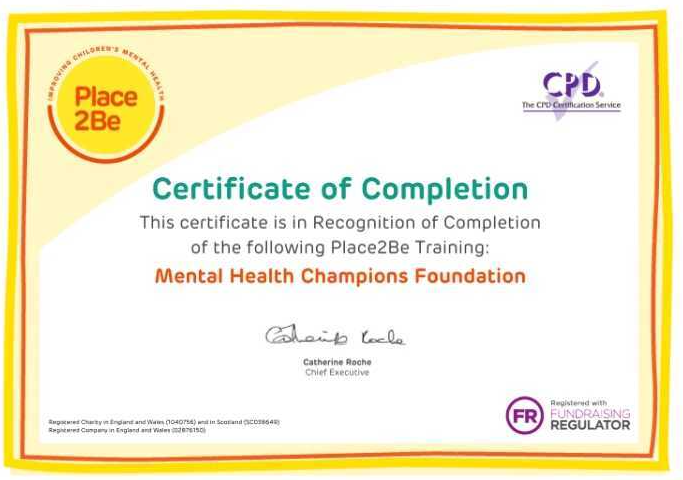 IMPROVING CHILDREN'S MENTAL HEALTH
Place
2Be
CPD
The CPD Certification Service
Certificate of Completion
This certificate is in Recognition of Completion
of the following Place2Be Training:
Mental Health Champions Foundation
Catherine Roche
Catherine Roche
Chief Executive
Registered Charity in England and Wales (1040756) and in Scotland (SC038649)
Registered Company in England and Wales (02876150)
FR
Registered with
FUNDRAISING
REGULATOR